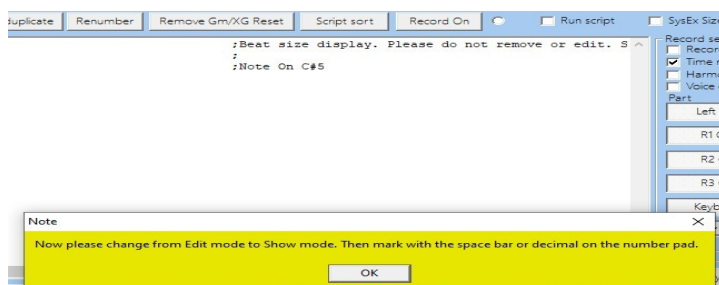 duplicate Renumber Remove Gm/XG Reset Script sort Record On Run script SysEx Siz
;Beat size display. Please do not remove or edit. S
;
;Note On C#5
Record se
Recor
Time r
Harm
Voice
Part
Left
R1
R2
R3
Keyb
Note
Now please change from Edit mode to Show mode. Then mark with the space bar or decimal on the number pad.
OK